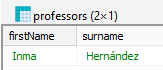 professors (2×1)
firstName surname
Inma Hernández